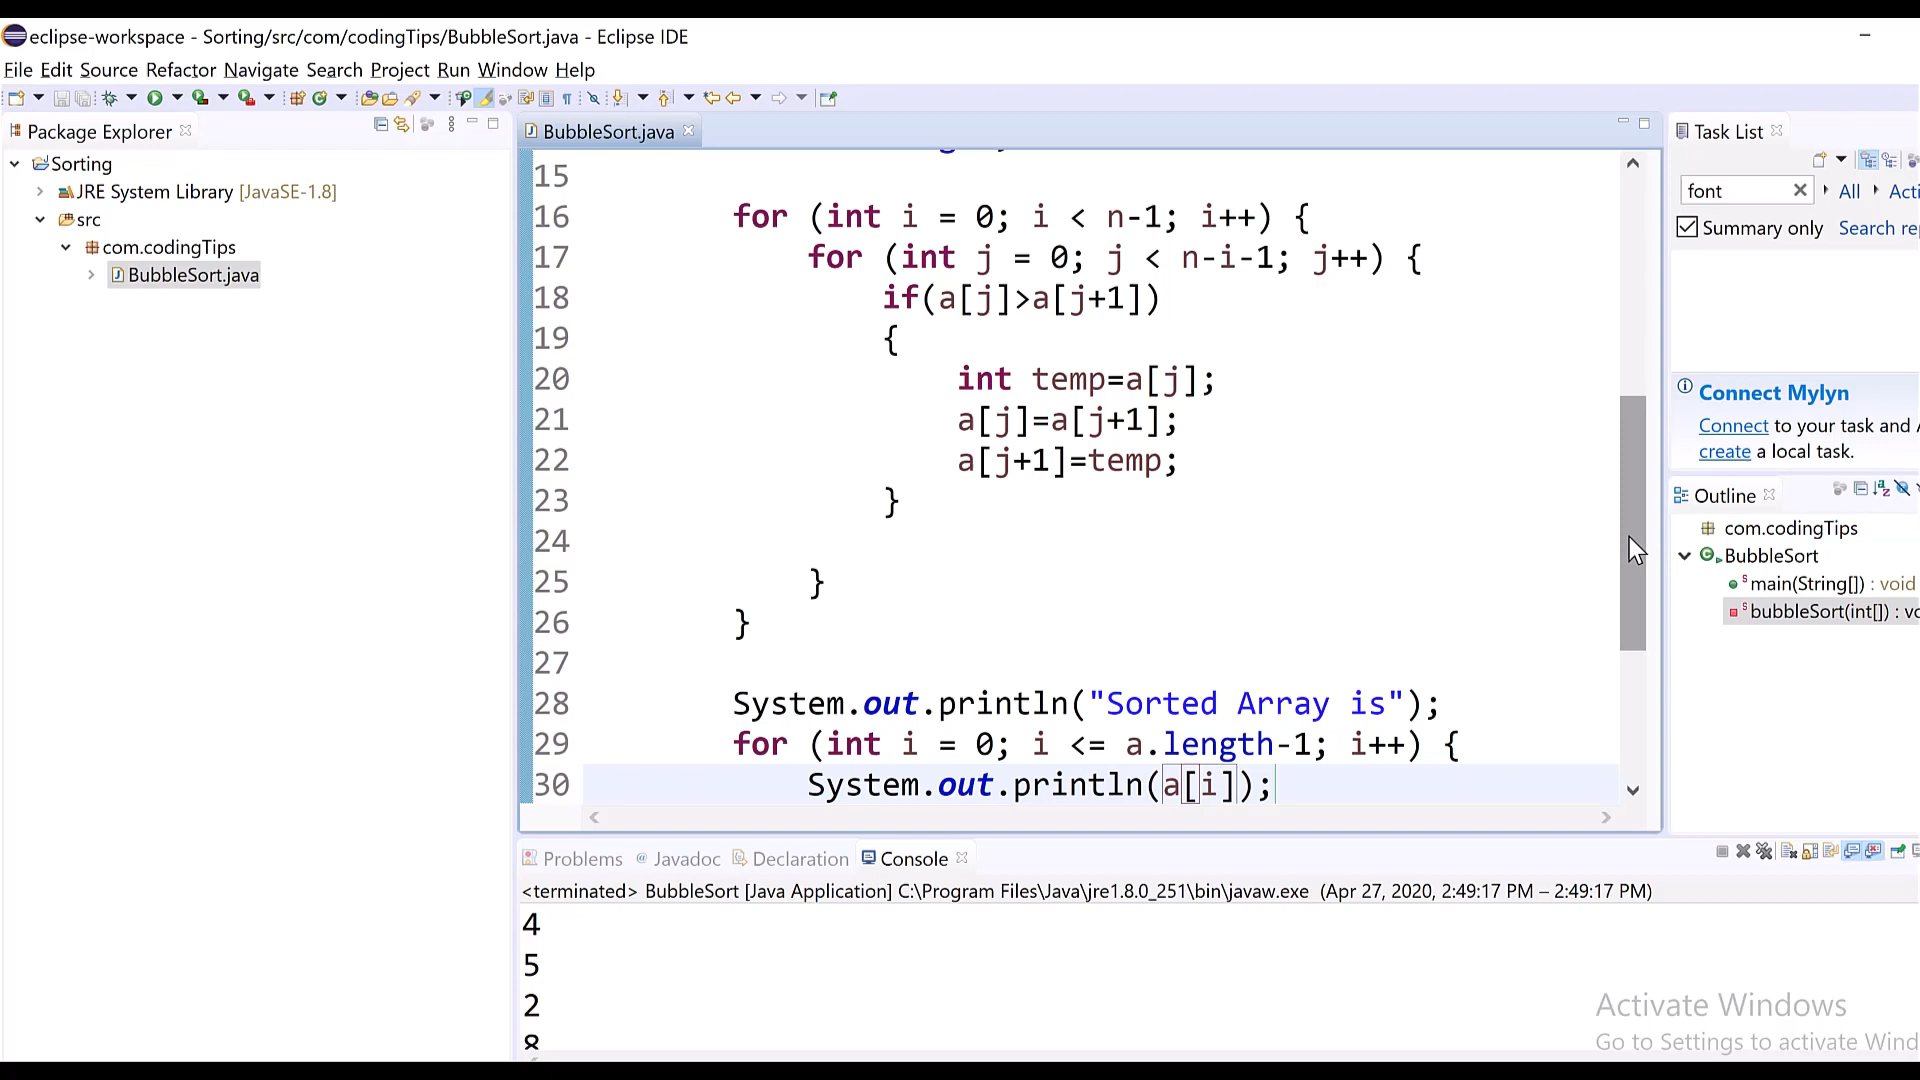 eclipse-workspace - Sorting/src/com/codingTips/BubbleSort.java - Eclipse IDE
File Edit Source Refactor Navigate Search Project Run Window Help
Package Explorer
Sorting
JRE System Library [JavaSE-1.8]
src
com.codingTips
BubbleSort.java
BubbleSort.java
15
16 for (int i = 0; i < n-1; i++) {
17 for (int j = 0; j < n-i-1; j++) {
18 if(a[j]>a[j+1])
19 {
20 int temp=a[j];
21 a[j]=a[j+1];
22 a[j+1]=temp;
23 }
24
25 }
26 }
27
28 System.out.println("Sorted Array is");
29 for (int i = 0; i <= a.length-1; i++) {
30 System.out.println(a[i]);
Problems Javadoc Declaration Console
<terminated> BubbleSort [Java Application] C:\Program Files\Java\jre1.8.0_251\bin\javaw.exe (Apr 27, 2020, 2:49:17 PM – 2:49:17 PM)
4
5
2
8
Task List
font All Acti
Summary only Search re
Connect Mylyn
Connect to your task and
create a local task.
Outline
com.codingTips
BubbleSort
main(String[]) : void
bubbleSort(int[]) : vo
Activate Windows
Go to Settings to activate Wind